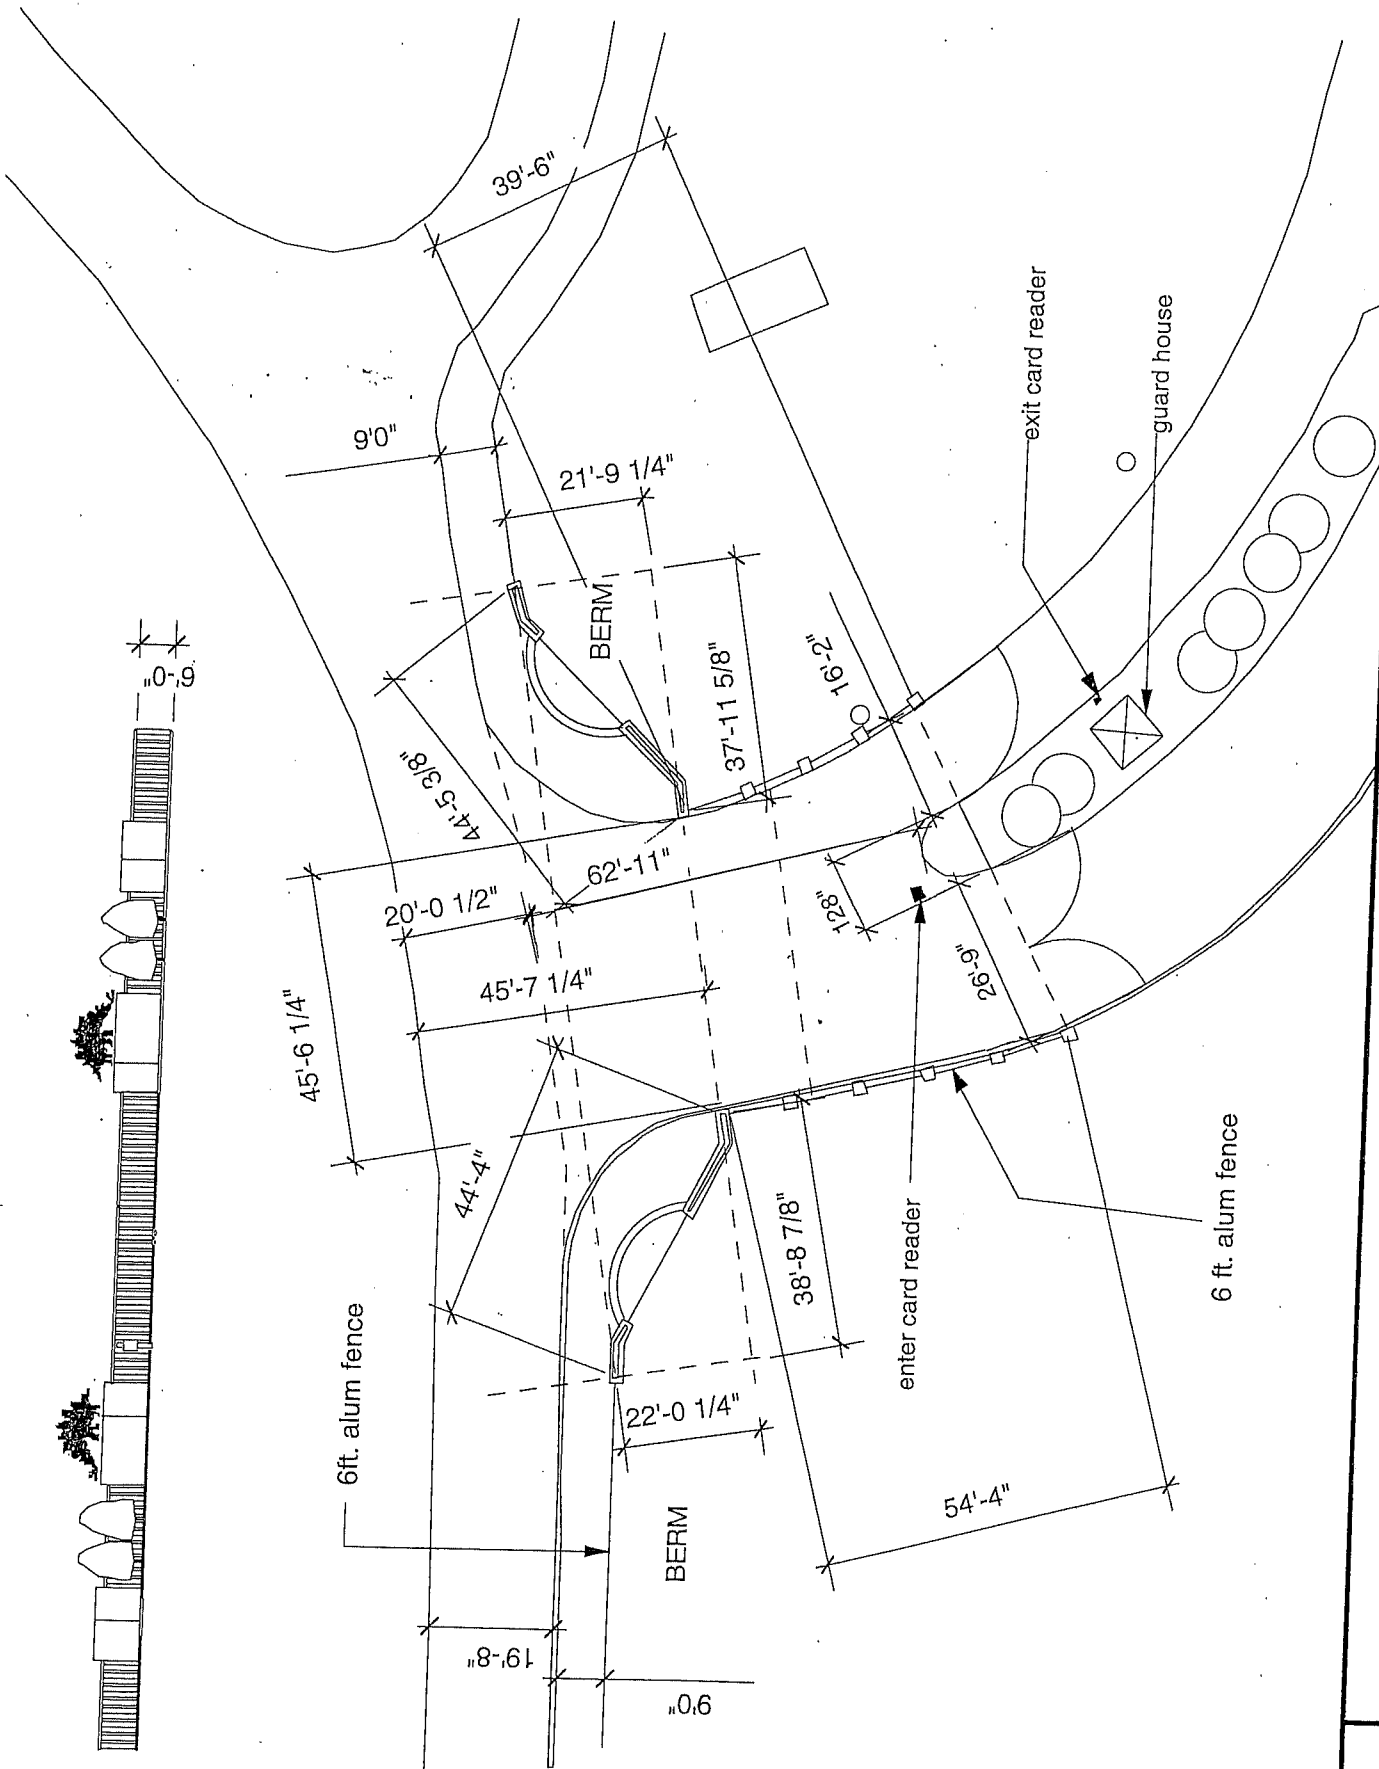 39'-6"
9'0"
21'-9 1/4"
exit card reader
guard house
BERM
6'-0"
37'-11 5/8"
16'-2"
44'-5 3/8"
62'-11"
20'-0 1/2"
128"
45'-7 1/4"
26'-9"
45'-6 1/4"
44'-4"
38'-8 7/8"
enter card reader
6 ft. alum fence
6ft. alum fence
22'-0 1/4"
54'-4"
BERM
19'-8"
9'0"